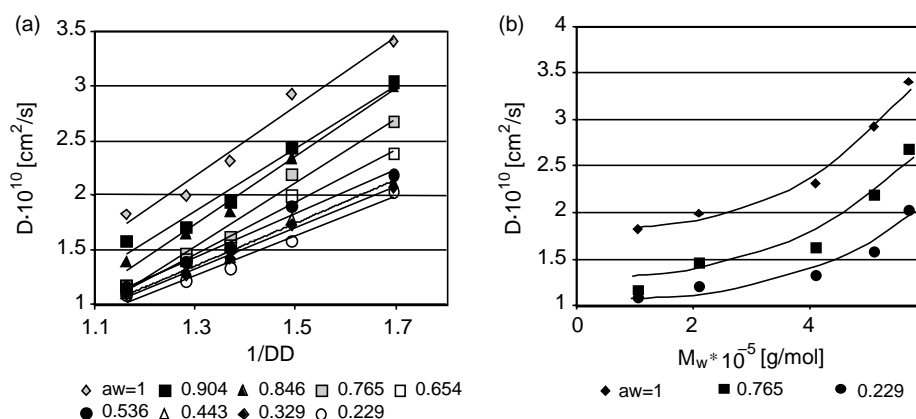 (a)
D·10¹⁰ [cm²/s]
3.5
3
2.5
2
1.5
1
1.1 1.3 1.5 1.7
1/DD
aw=1 0.904 0.846 0.765 0.654
0.536 0.443 0.329 0.229
(b)
D·10¹⁰ [cm²/s]
4
3.5
3
2.5
2
1.5
1
0 2 4
M_w* 10⁻⁵ [g/mol]
aw=1 0.765 0.229